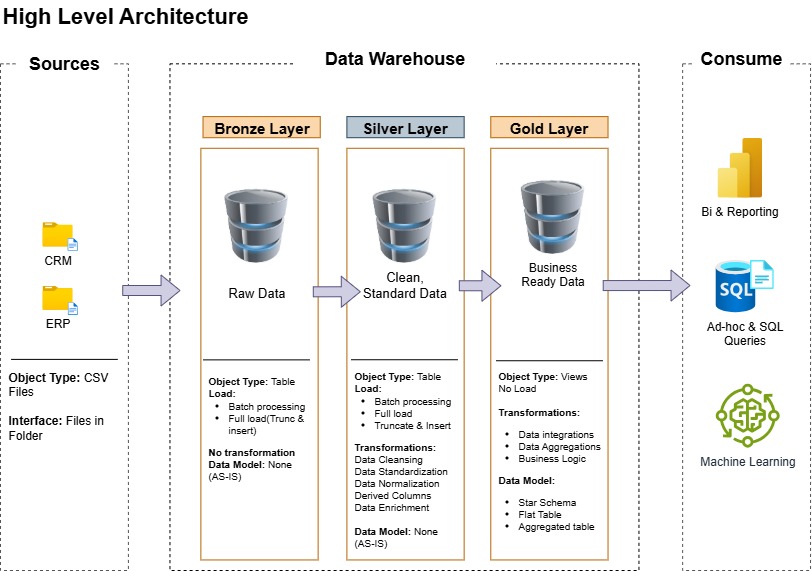 High Level Architecture
Sources
CRM
ERP
Object Type: CSV
Files
Interface: Files in
Folder
Data Warehouse
Bronze Layer
Raw Data
Object Type: Table
Load:
• Batch processing
• Full load(Trunc &
insert)
No transformation
Data Model: None
(AS-IS)
Silver Layer
Clean,
Standard Data
Object Type: Table
Load:
• Batch processing
• Full load
• Truncate & Insert
Transformations:
Data Cleansing
Data Standardization
Data Normalization
Derived Columns
Data Enrichment
Data Model: None
(AS-IS)
Gold Layer
Business
Ready Data
Object Type: Views
No Load
Transformations:
• Data integrations
• Data Aggregations
• Business Logic
Data Model:
• Star Schema
• Flat Table
• Aggregated table
Consume
Bi & Reporting
SQL
Ad-hoc & SQL
Queries
Machine Learning